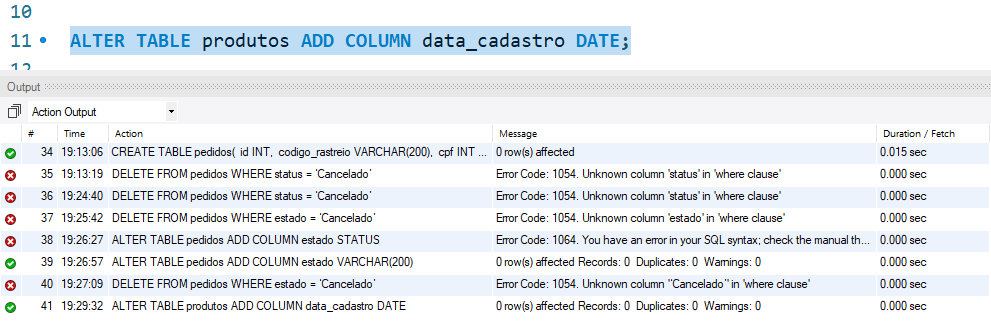 10
11 ALTER TABLE produtos ADD COLUMN data_cadastro DATE;
12
Output
Action Output
# Time Action Message Duration / Fetch
34 19:13:06 CREATE TABLE pedidos( id INT, codigo_rastreio VARCHAR(200), cpf INT ... 0 row(s) affected 0.015 sec
35 19:13:19 DELETE FROM pedidos WHERE status = 'Cancelado' Error Code: 1054. Unknown column 'status' in 'where clause' 0.000 sec
36 19:24:40 DELETE FROM pedidos WHERE status = 'Cancelado' Error Code: 1054. Unknown column 'status' in 'where clause' 0.000 sec
37 19:25:42 DELETE FROM pedidos WHERE estado = 'Cancelado' Error Code: 1054. Unknown column 'estado' in 'where clause' 0.000 sec
38 19:26:27 ALTER TABLE pedidos ADD COLUMN estado STATUS Error Code: 1064. You have an error in your SQL syntax; check the manual th... 0.000 sec
39 19:26:57 ALTER TABLE pedidos ADD COLUMN estado VARCHAR(200) 0 row(s) affected Records: 0 Duplicates: 0 Warnings: 0 0.000 sec
40 19:27:09 DELETE FROM pedidos WHERE estado = ´Cancelado´ Error Code: 1054. Unknown column '´Cancelado´' in 'where clause' 0.000 sec
41 19:29:32 ALTER TABLE produtos ADD COLUMN data_cadastro DATE 0 row(s) affected Records: 0 Duplicates: 0 Warnings: 0 0.000 sec